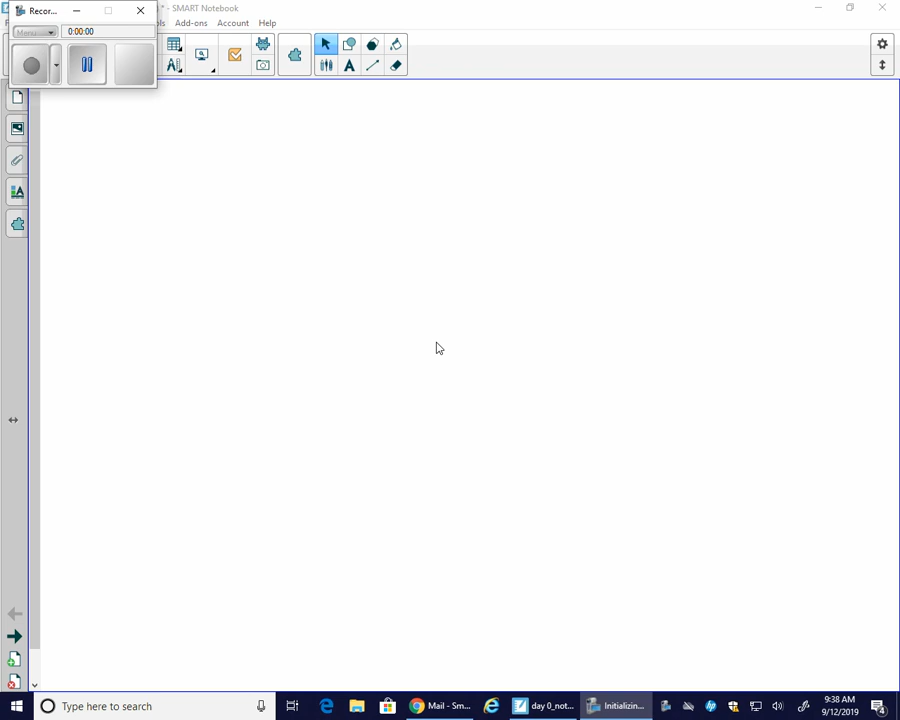 Recor...
* - SMART Notebook
Menu
0:00:00
Add-ons Account Help
Type here to search
Mail - Sm...
day 0_not...
Initializin...
9:38 AM
9/12/2019
4